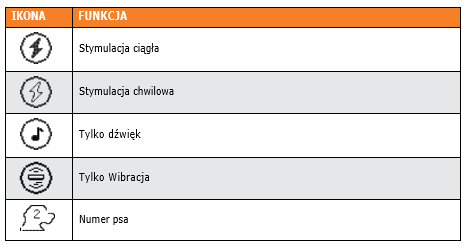 IKONA FUNKCJA
Stymulacja ciągła
Stymulacja chwilowa
Tylko dźwięk
Tylko Wibracja
2 Numer psa